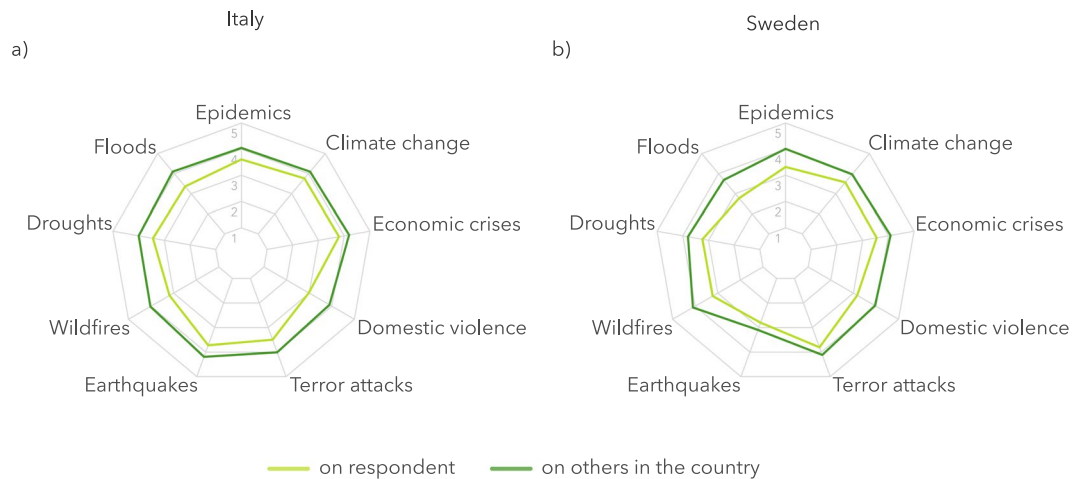 Italy
a)
Epidemics
Floods
Climate change
Droughts
Economic crises
Wildfires
Domestic violence
Earthquakes
Terror attacks
5
4
3
2
1
Sweden
b)
Epidemics
Floods
Climate change
Droughts
Economic crises
Wildfires
Domestic violence
Earthquakes
Terror attacks
5
4
3
2
1
on respondent
on others in the country